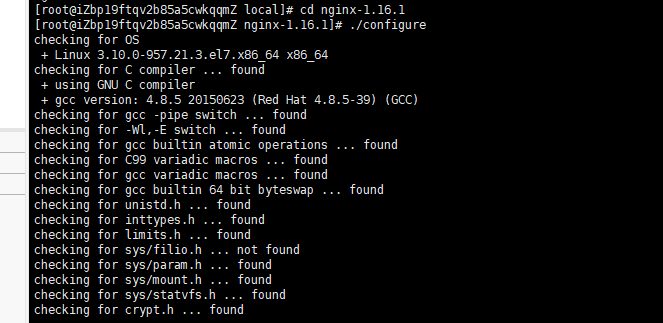 [root@iZbp19ftqv2b85a5cwkqqmZ local]# cd nginx-1.16.1
[root@iZbp19ftqv2b85a5cwkqqmZ nginx-1.16.1]# ./configure
checking for OS
 + Linux 3.10.0-957.21.3.el7.x86_64 x86_64
checking for C compiler ... found
 + using GNU C compiler
 + gcc version: 4.8.5 20150623 (Red Hat 4.8.5-39) (GCC)
checking for gcc -pipe switch ... found
checking for -Wl,-E switch ... found
checking for gcc builtin atomic operations ... found
checking for C99 variadic macros ... found
checking for gcc variadic macros ... found
checking for gcc builtin 64 bit byteswap ... found
checking for unistd.h ... found
checking for inttypes.h ... found
checking for limits.h ... found
checking for sys/filio.h ... not found
checking for sys/param.h ... found
checking for sys/mount.h ... found
checking for sys/statvfs.h ... found
checking for crypt.h ... found